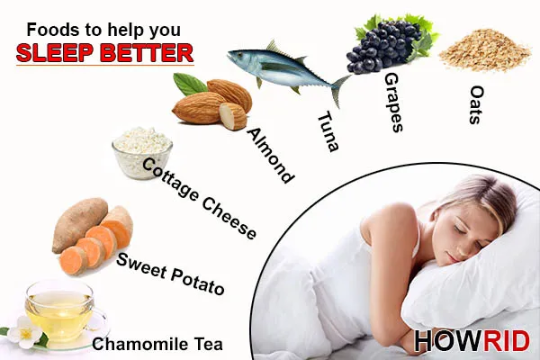 Foods to help you
SLEEP BETTER
Oats
Grapes
Tuna
Almond
Cottage Cheese
Sweet Potato
Chamomile Tea
HOWRID